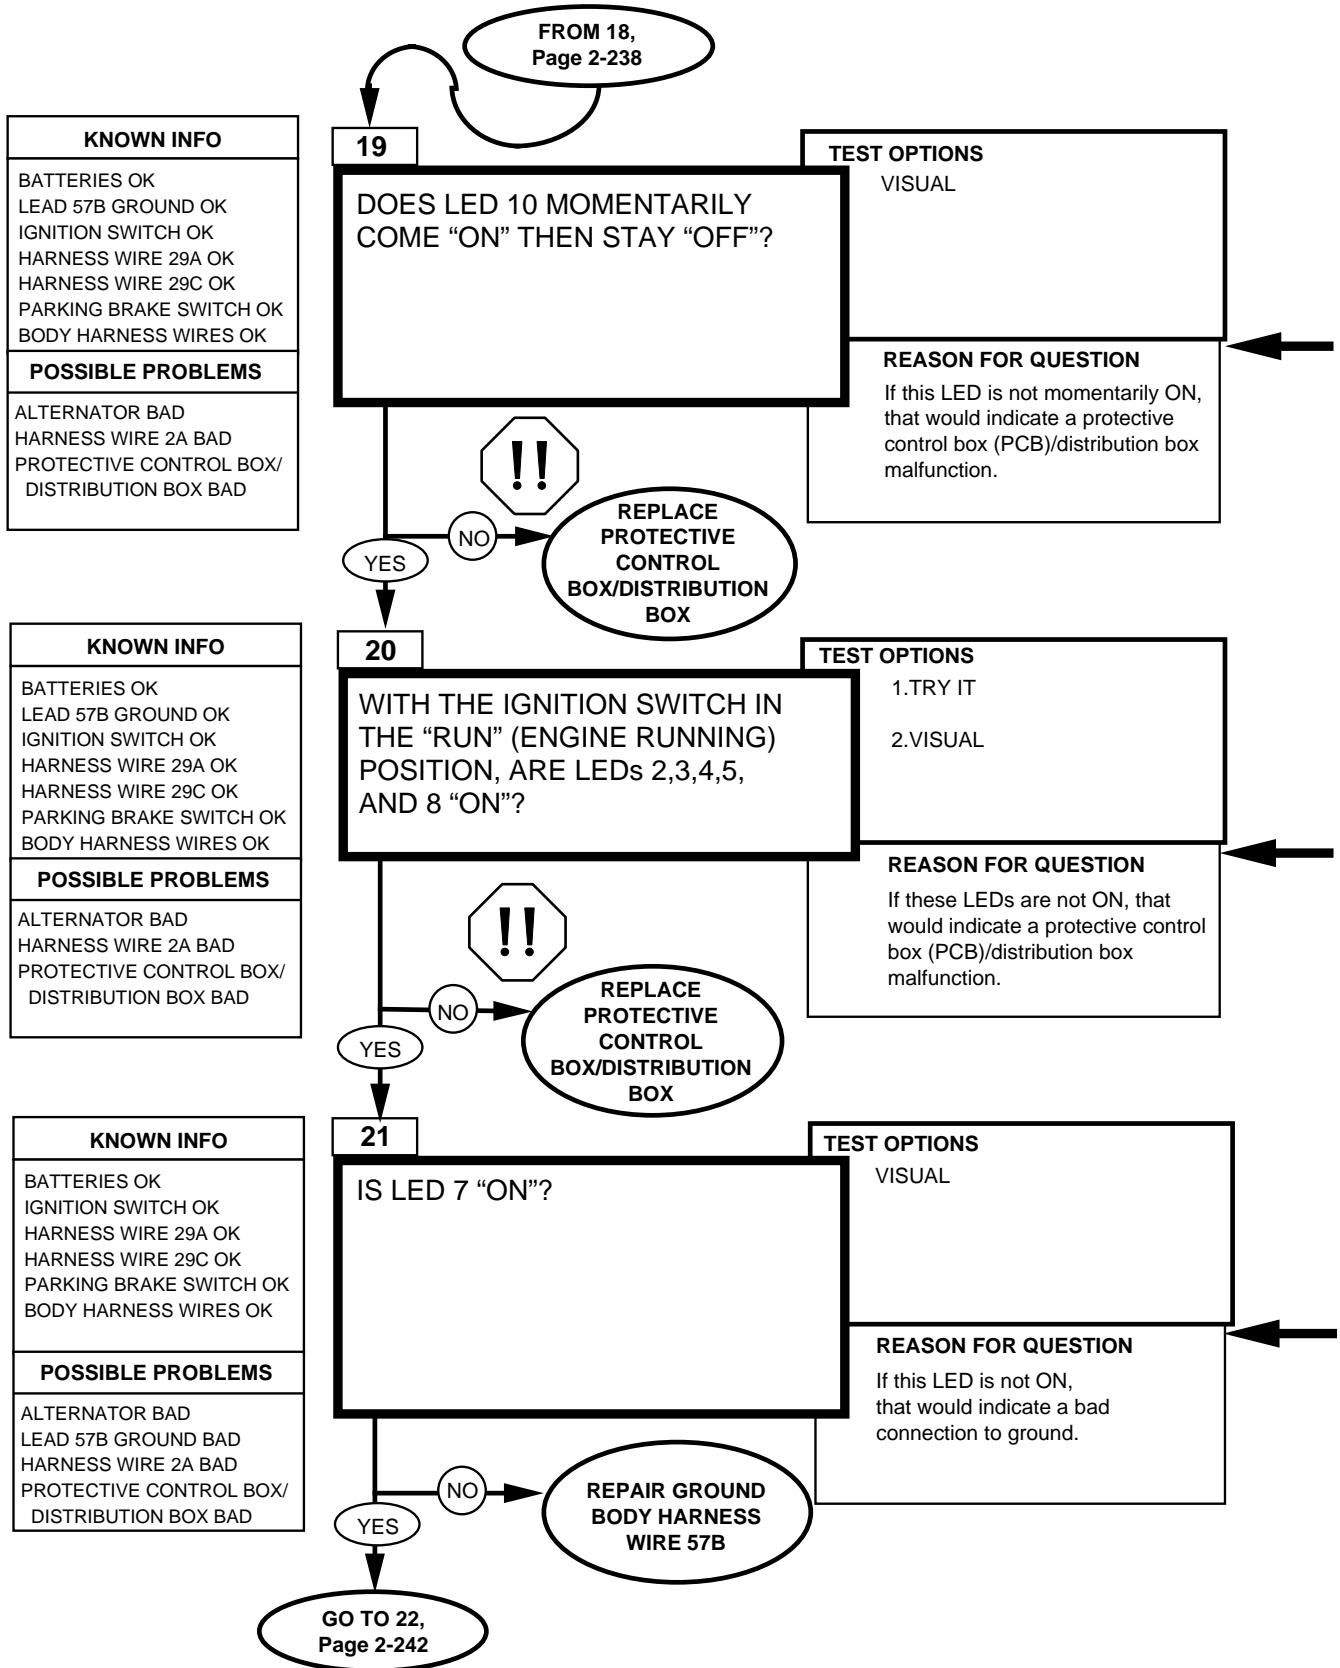 FROM 18,
Page 2-238
KNOWN INFO
BATTERIES OK
LEAD 57B GROUND OK
IGNITION SWITCH OK
HARNESS WIRE 29A OK
HARNESS WIRE 29C OK
PARKING BRAKE SWITCH OK
BODY HARNESS WIRES OK
POSSIBLE PROBLEMS
ALTERNATOR BAD
HARNESS WIRE 2A BAD
PROTECTIVE CONTROL BOX/
DISTRIBUTION BOX BAD
19
DOES LED 10 MOMENTARILY
COME “ON” THEN STAY “OFF”?
TEST OPTIONS
VISUAL
REASON FOR QUESTION
If this LED is not momentarily ON,
that would indicate a protective
control box (PCB)/distribution box
malfunction.
!!
NO
REPLACE
PROTECTIVE
CONTROL
BOX/DISTRIBUTION
BOX
YES
KNOWN INFO
BATTERIES OK
LEAD 57B GROUND OK
IGNITION SWITCH OK
HARNESS WIRE 29A OK
HARNESS WIRE 29C OK
PARKING BRAKE SWITCH OK
BODY HARNESS WIRES OK
POSSIBLE PROBLEMS
ALTERNATOR BAD
HARNESS WIRE 2A BAD
PROTECTIVE CONTROL BOX/
DISTRIBUTION BOX BAD
20
WITH THE IGNITION SWITCH IN
THE “RUN” (ENGINE RUNNING)
POSITION, ARE LEDs 2,3,4,5,
AND 8 “ON”?
TEST OPTIONS
1.TRY IT
2.VISUAL
REASON FOR QUESTION
If these LEDs are not ON, that
would indicate a protective control
box (PCB)/distribution box
malfunction.
!!
NO
REPLACE
PROTECTIVE
CONTROL
BOX/DISTRIBUTION
BOX
YES
KNOWN INFO
BATTERIES OK
IGNITION SWITCH OK
HARNESS WIRE 29A OK
HARNESS WIRE 29C OK
PARKING BRAKE SWITCH OK
BODY HARNESS WIRES OK
POSSIBLE PROBLEMS
ALTERNATOR BAD
LEAD 57B GROUND BAD
HARNESS WIRE 2A BAD
PROTECTIVE CONTROL BOX/
DISTRIBUTION BOX BAD
21
IS LED 7 “ON”?
TEST OPTIONS
VISUAL
REASON FOR QUESTION
If this LED is not ON,
that would indicate a bad
connection to ground.
NO
REPAIR GROUND
BODY HARNESS
WIRE 57B
YES
GO TO 22,
Page 2-242